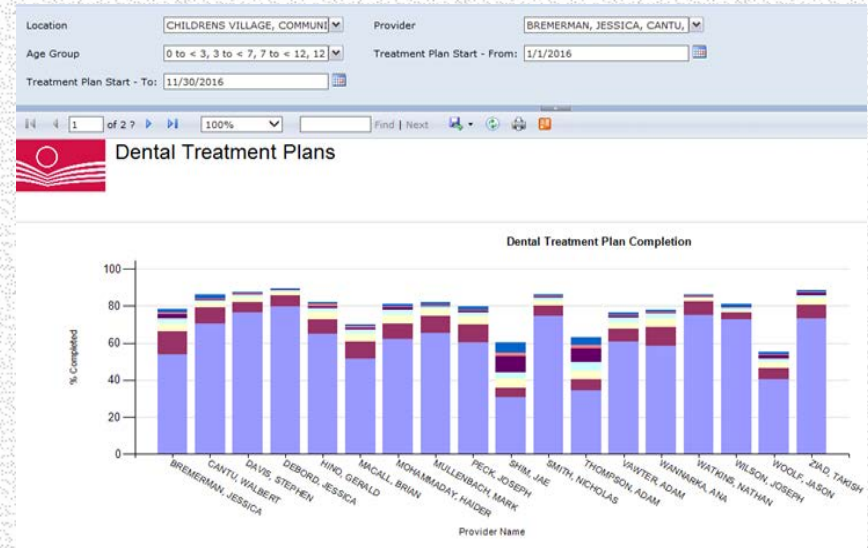 Location CHILDRENS VILLAGE, COMMUNI Provider BREMERMAN, JESSICA, CANTU,
Age Group 0 to < 3, 3 to < 7, 7 to < 12, 12 Treatment Plan Start - From: 1/1/2016
Treatment Plan Start - To: 11/30/2016
1 of 2 ? 100% Find | Next
Dental Treatment Plans
Dental Treatment Plan Completion
100
80
60
40
20
0
% Completed
BREMERMAN, JESSICA
CANTU, WALBERT
DAVIS, STEPHEN
DEBORD, JESSICA
HINO, GERALD
MACALL, BRIAN
MOHAMMADAY, HAIDER
MULLENBACH, MARK
PECK, JOSEPH
SHIM, JAE
SMITH, NICHOLAS
THOMPSON, ADAM
VAWTER, ADAM
WANNARKA, ANA
WATKINS, NATHAN
WILSON, JOSEPH
WOOLF, JASON
ZIAD, TAKISH
Provider Name